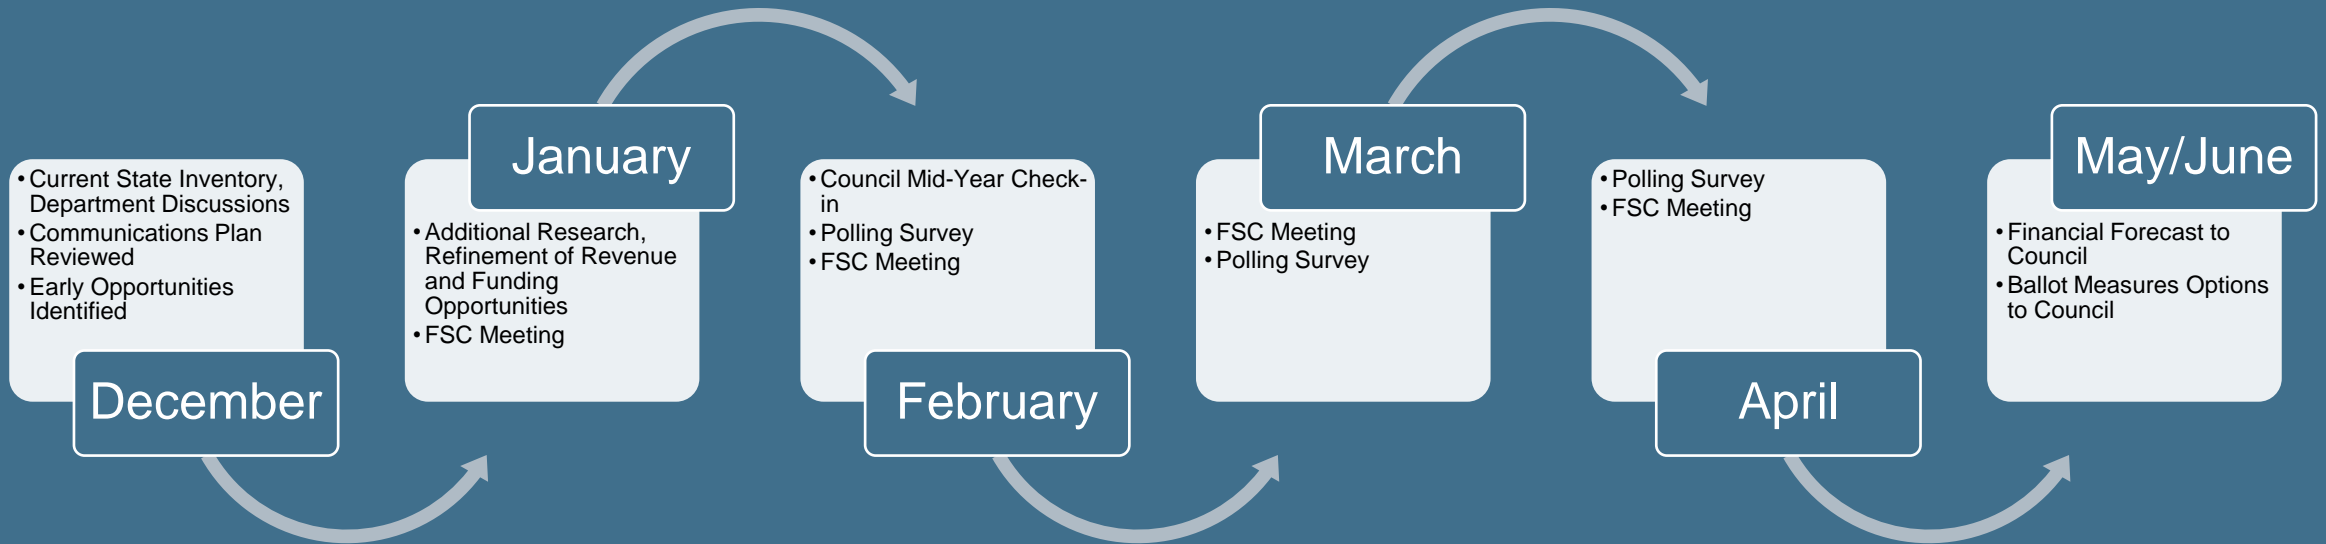 • Current State Inventory,
Department Discussions
• Communications Plan
Reviewed
• Early Opportunities
Identified
December
January
• Additional Research,
Refinement of Revenue
and Funding
Opportunities
• FSC Meeting
• Council Mid-Year Check-
in
• Polling Survey
• FSC Meeting
February
March
• FSC Meeting
• Polling Survey
• Polling Survey
• FSC Meeting
April
May/June
• Financial Forecast to
Council
• Ballot Measures Options
to Council